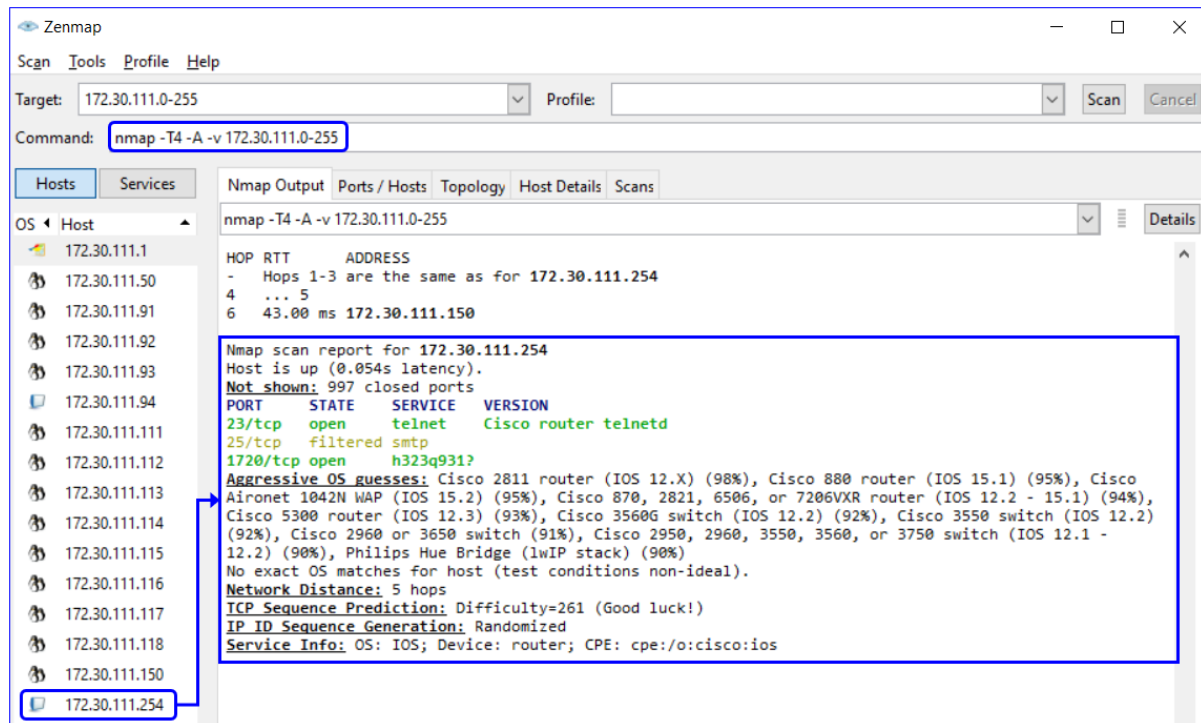 Zenmap
Scan Tools Profile Help
Target: 172.30.111.0-255 Profile: Scan Cancel
Command: nmap -T4 -A -v 172.30.111.0-255
Hosts Services
Nmap Output Ports / Hosts Topology Host Details Scans
OS Host
nmap -T4 -A -v 172.30.111.0-255 Details
172.30.111.1
172.30.111.50
172.30.111.91
172.30.111.92
172.30.111.93
172.30.111.94
172.30.111.111
172.30.111.112
172.30.111.113
172.30.111.114
172.30.111.115
172.30.111.116
172.30.111.117
172.30.111.118
172.30.111.150
172.30.111.254
HOP RTT ADDRESS
- Hops 1-3 are the same as for 172.30.111.254
4 ... 5
6 43.00 ms 172.30.111.150
Nmap scan report for 172.30.111.254
Host is up (0.054s latency).
Not shown: 997 closed ports
PORT STATE SERVICE VERSION
23/tcp open telnet Cisco router telnetd
25/tcp filtered smtp
1720/tcp open h323q931?
Aggressive OS guesses: Cisco 2811 router (IOS 12.X) (98%), Cisco 880 router (IOS 15.1) (95%), Cisco
Aironet 1042N WAP (IOS 15.2) (95%), Cisco 870, 2821, 6506, or 7206VXR router (IOS 12.2 - 15.1) (94%),
Cisco 5300 router (IOS 12.3) (93%), Cisco 3560G switch (IOS 12.2) (92%), Cisco 3550 switch (IOS 12.2)
(92%), Cisco 2960 or 3650 switch (91%), Cisco 2950, 2960, 3550, 3560, or 3750 switch (IOS 12.1 -
12.2) (90%), Philips Hue Bridge (lwIP stack) (90%)
No exact OS matches for host (test conditions non-ideal).
Network Distance: 5 hops
TCP Sequence Prediction: Difficulty=261 (Good luck!)
IP ID Sequence Generation: Randomized
Service Info: OS: IOS; Device: router; CPE: cpe:/o:cisco:ios